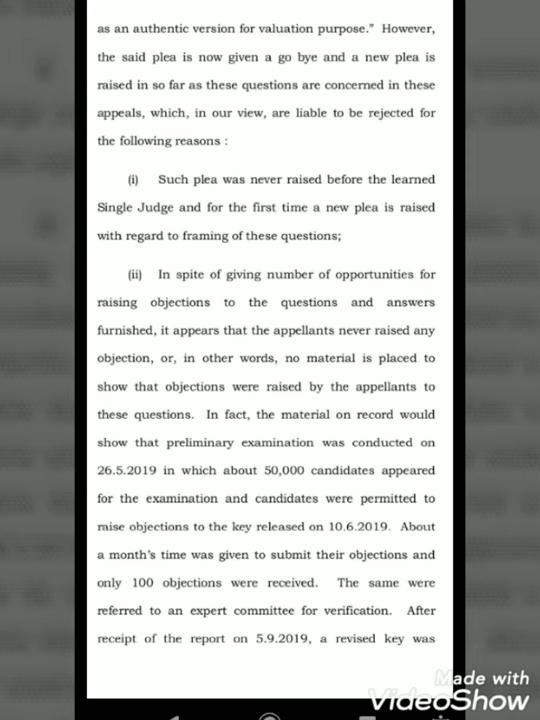 as an authentic version for valuation purpose.” However,
the said plea is now given a go bye and a new plea is
raised in so far as these questions are concerned in these
appeals, which, in our view, are liable to be rejected for
the following reasons :
(i) Such plea was never raised before the learned
Single Judge and for the first time a new plea is raised
with regard to framing of these questions;
(ii) In spite of giving number of opportunities for
raising objections to the questions and answers
furnished, it appears that the appellants never raised any
objection, or, in other words, no material is placed to
show that objections were raised by the appellants to
these questions. In fact, the material on record would
show that preliminary examination was conducted on
26.5.2019 in which about 50,000 candidates appeared
for the examination and candidates were permitted to
raise objections to the key released on 10.6.2019. About
a month’s time was given to submit their objections and
only 100 objections were received. The same were
referred to an expert committee for verification. After
receipt of the report on 5.9.2019, a revised key was
Made with
VideoShow